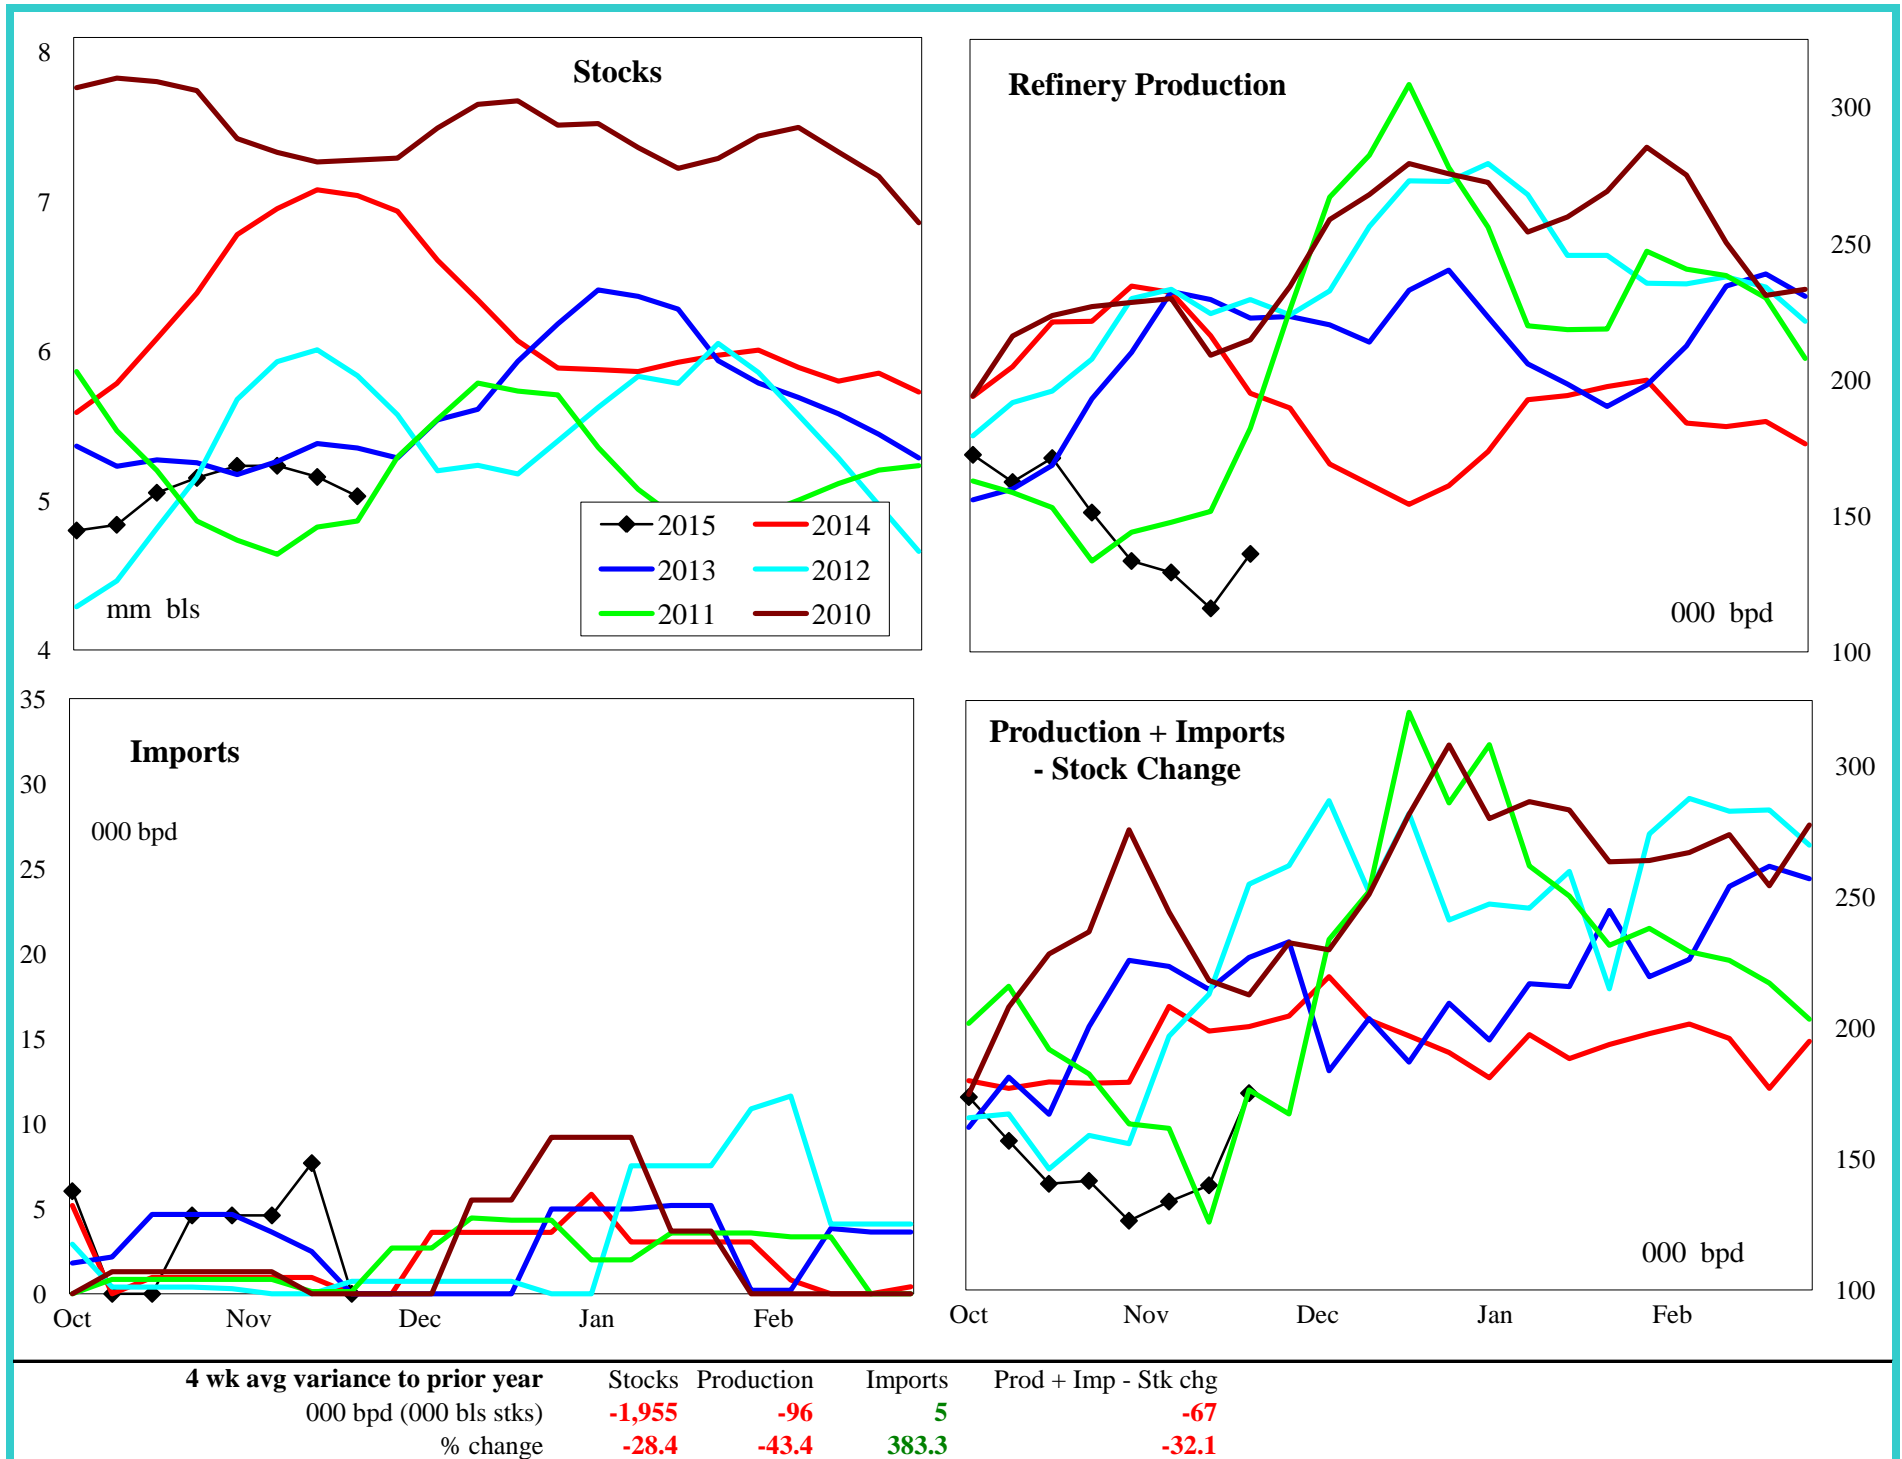 Stocks
8
7
6
5
4
mm bls
2015
2014
2013
2012
2011
2010
Refinery Production
300
250
200
150
100
000 bpd
Imports
35
30
25
20
15
10
5
0
000 bpd
Oct Nov Dec Jan Feb
Production + Imports
- Stock Change
300
250
200
150
100
000 bpd
Oct Nov Dec Jan Feb
4 wk avg variance to prior year Stocks Production Imports Prod + Imp - Stk chg
000 bpd (000 bls stks) -1,955 -96 5 -67
% change -28.4 -43.4 383.3 -32.1